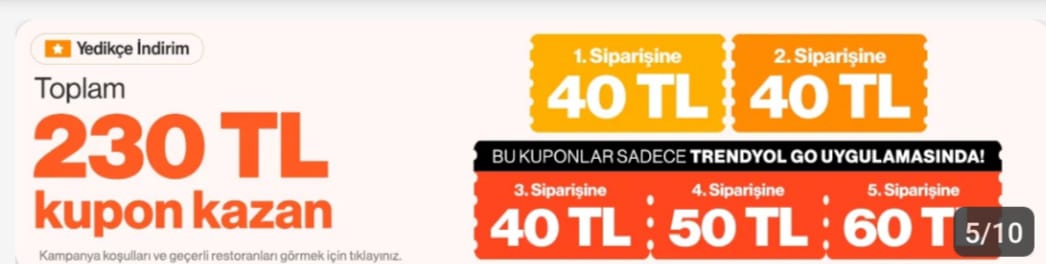 Yedikçe İndirim
Toplam
230 TL
kupon kazan
Kampanya koşulları ve geçerli restoranları görmek için tıklayınız.
1. Siparişine
40 TL
2. Siparişine
40 TL
BU KUPONLAR SADECE TRENDYOL GO UYGULAMASINDA!
3. Siparişine
40 TL
4. Siparişine
50 TL
5. Siparişine
60 T
5/10